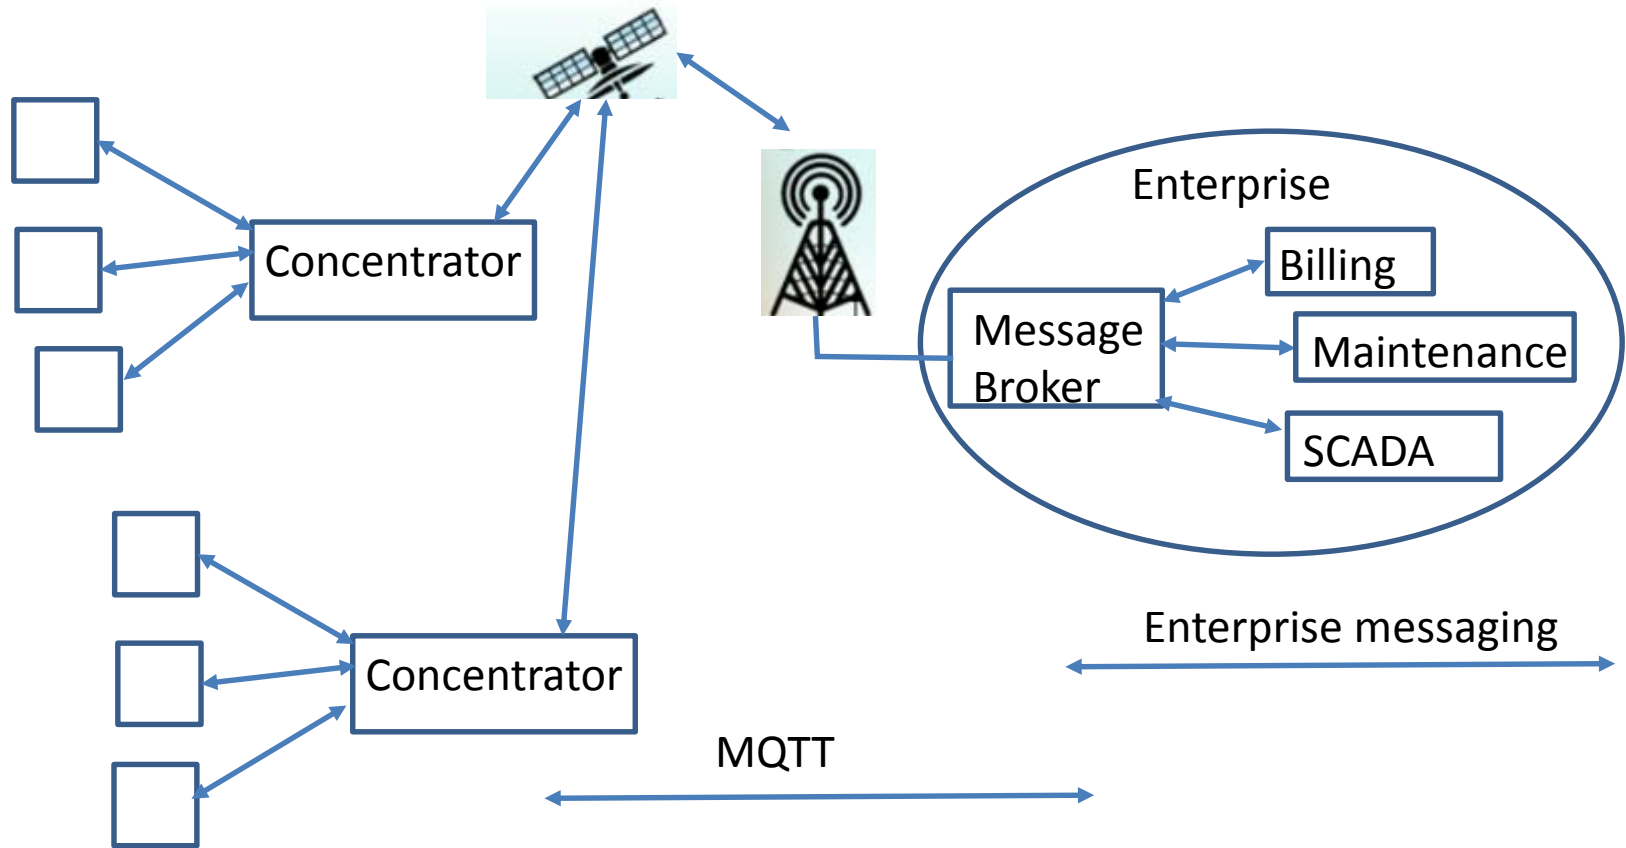 Enterprise
Concentrator
Billing
Message
Broker
Maintenance
SCADA
Enterprise messaging
Concentrator
MQTT